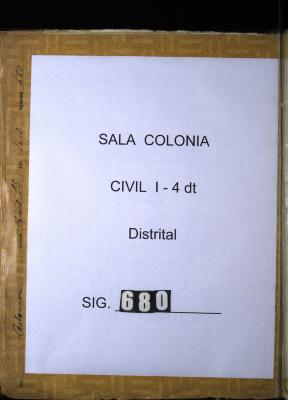 SALA COLONIA
CIVIL I - 4 dt
Distrital
SIG. 680